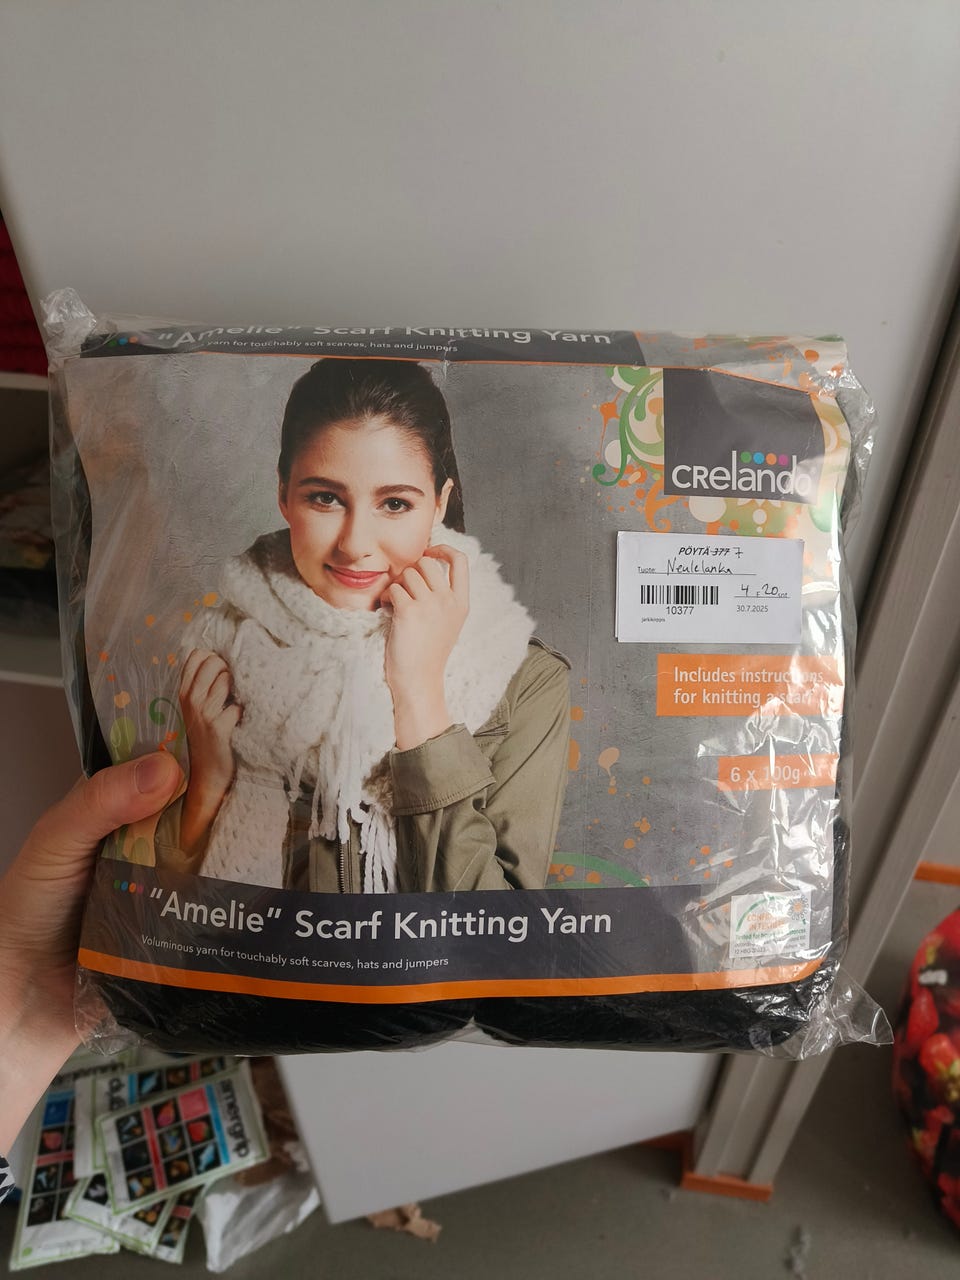 "Amelie" Scarf Knitting Yarn
yarn for touchably soft scarves, hats and jumpers
CRelando
PÖYTÄ 377 7
Tuote: Neulelanka
4 € 20 snt
10377
30.7.2025
Includes instructions
for knitting a scarf
6 x 100g
"Amelie" Scarf Knitting Yarn
Voluminous yarn for touchably soft scarves, hats and jumpers